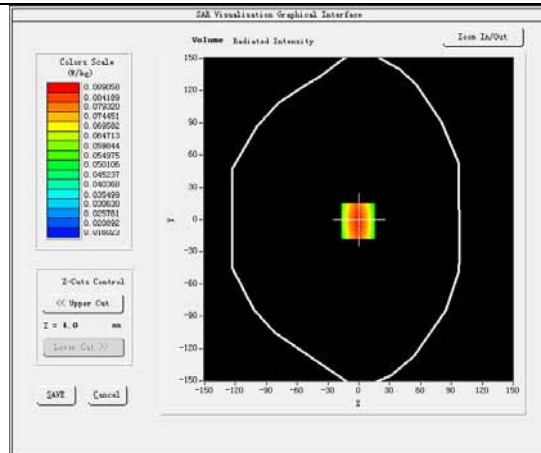 SAR Visualisation Graphical Interface
Volume Radiated Intensity
Zoom In/Out
Colors Scale
(W/kg)
0.089058
0.084189
0.079320
0.074451
0.069582
0.064713
0.059844
0.054975
0.050106
0.045237
0.040368
0.035499
0.030630
0.025761
0.020892
0.016023
Z-Cuts Control
<< Upper Cut
Z = 4.0 mm
Lower Cut >>
SAVE
Cancel
150
120
90
60
30
0
-30
-60
-90
-120
-150
Y
-150 -120 -90 -60 -30 0 30 60 90 120 150
X